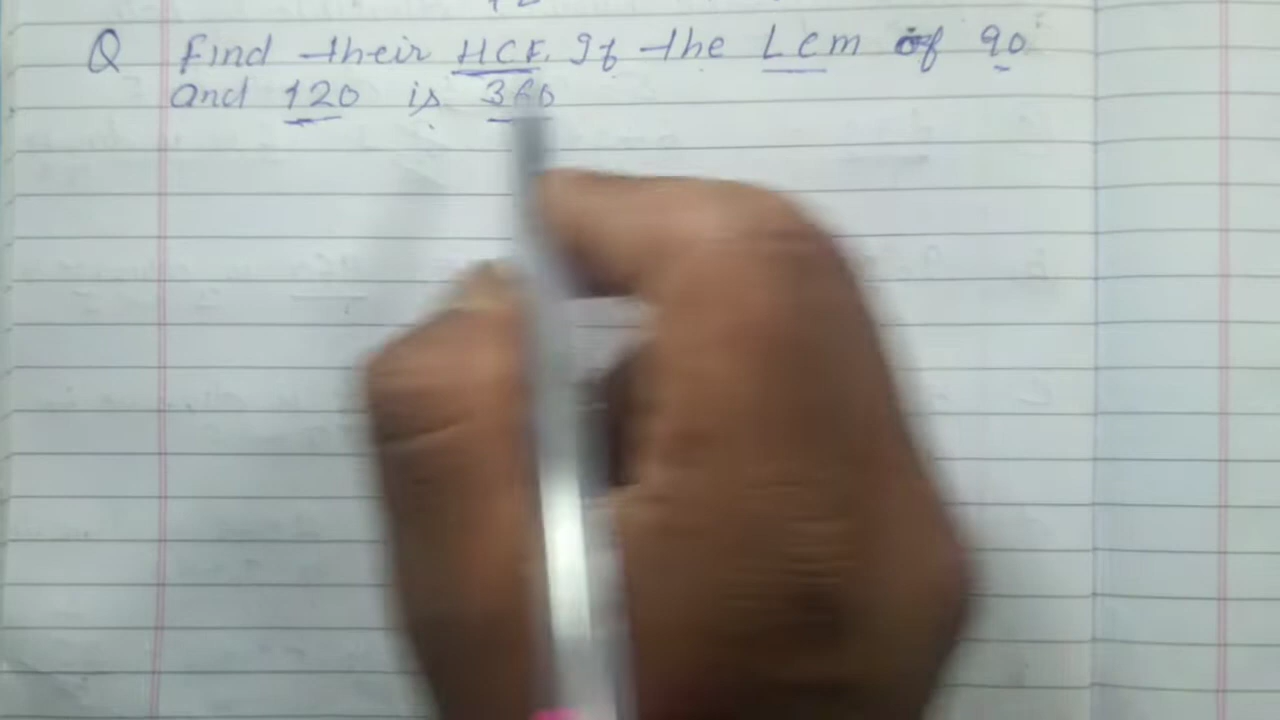 Q Find their HCF. If the LCM of 90
and 120 is 360